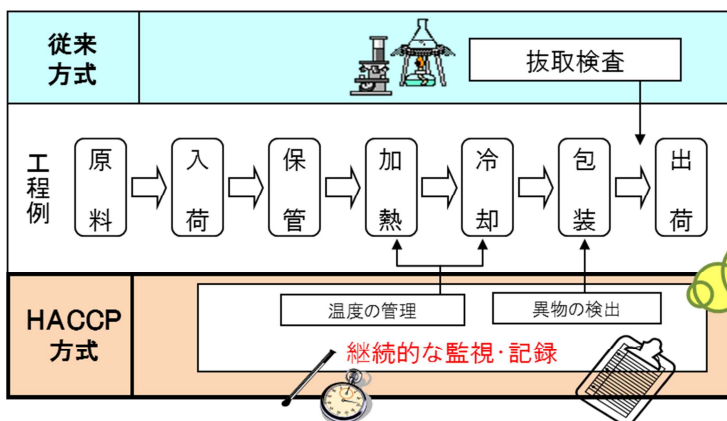 従来
方式
抜取検査
工程例
原料
入荷
保管
加熱
冷却
包装
出荷
HACCP
方式
温度の管理
異物の検出
継続的な監視・記録